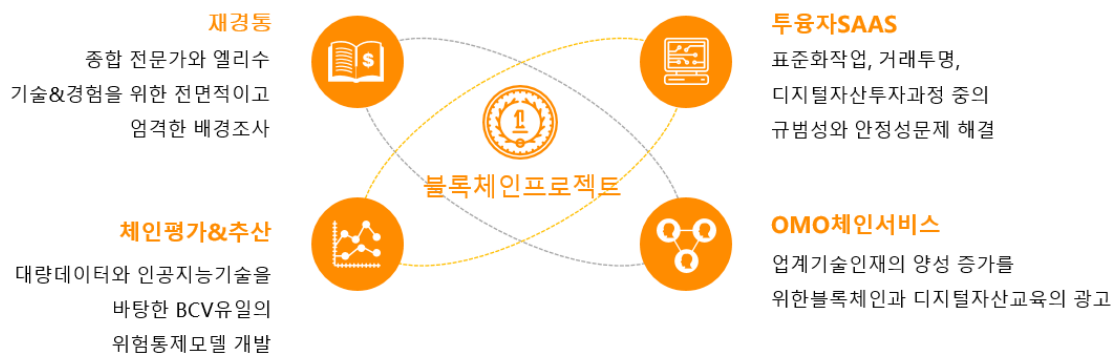 재경통
종합 전문가와 엘리수
기술&경험을 위한 전면적이고
엄격한 배경조사
투융자SAAS
표준화작업, 거래투명,
디지털자산투자과정 중의
규범성와 안정성문제 해결
$
1
블록체인프로젝트
체인평가&추산
대량데이터와 인공지능기술을
바탕한 BCV유일의
위험통제모델 개발
OMO체인서비스
업계기술인재의 양성 증가를
위한블록체인과 디지털자산교육의 광고